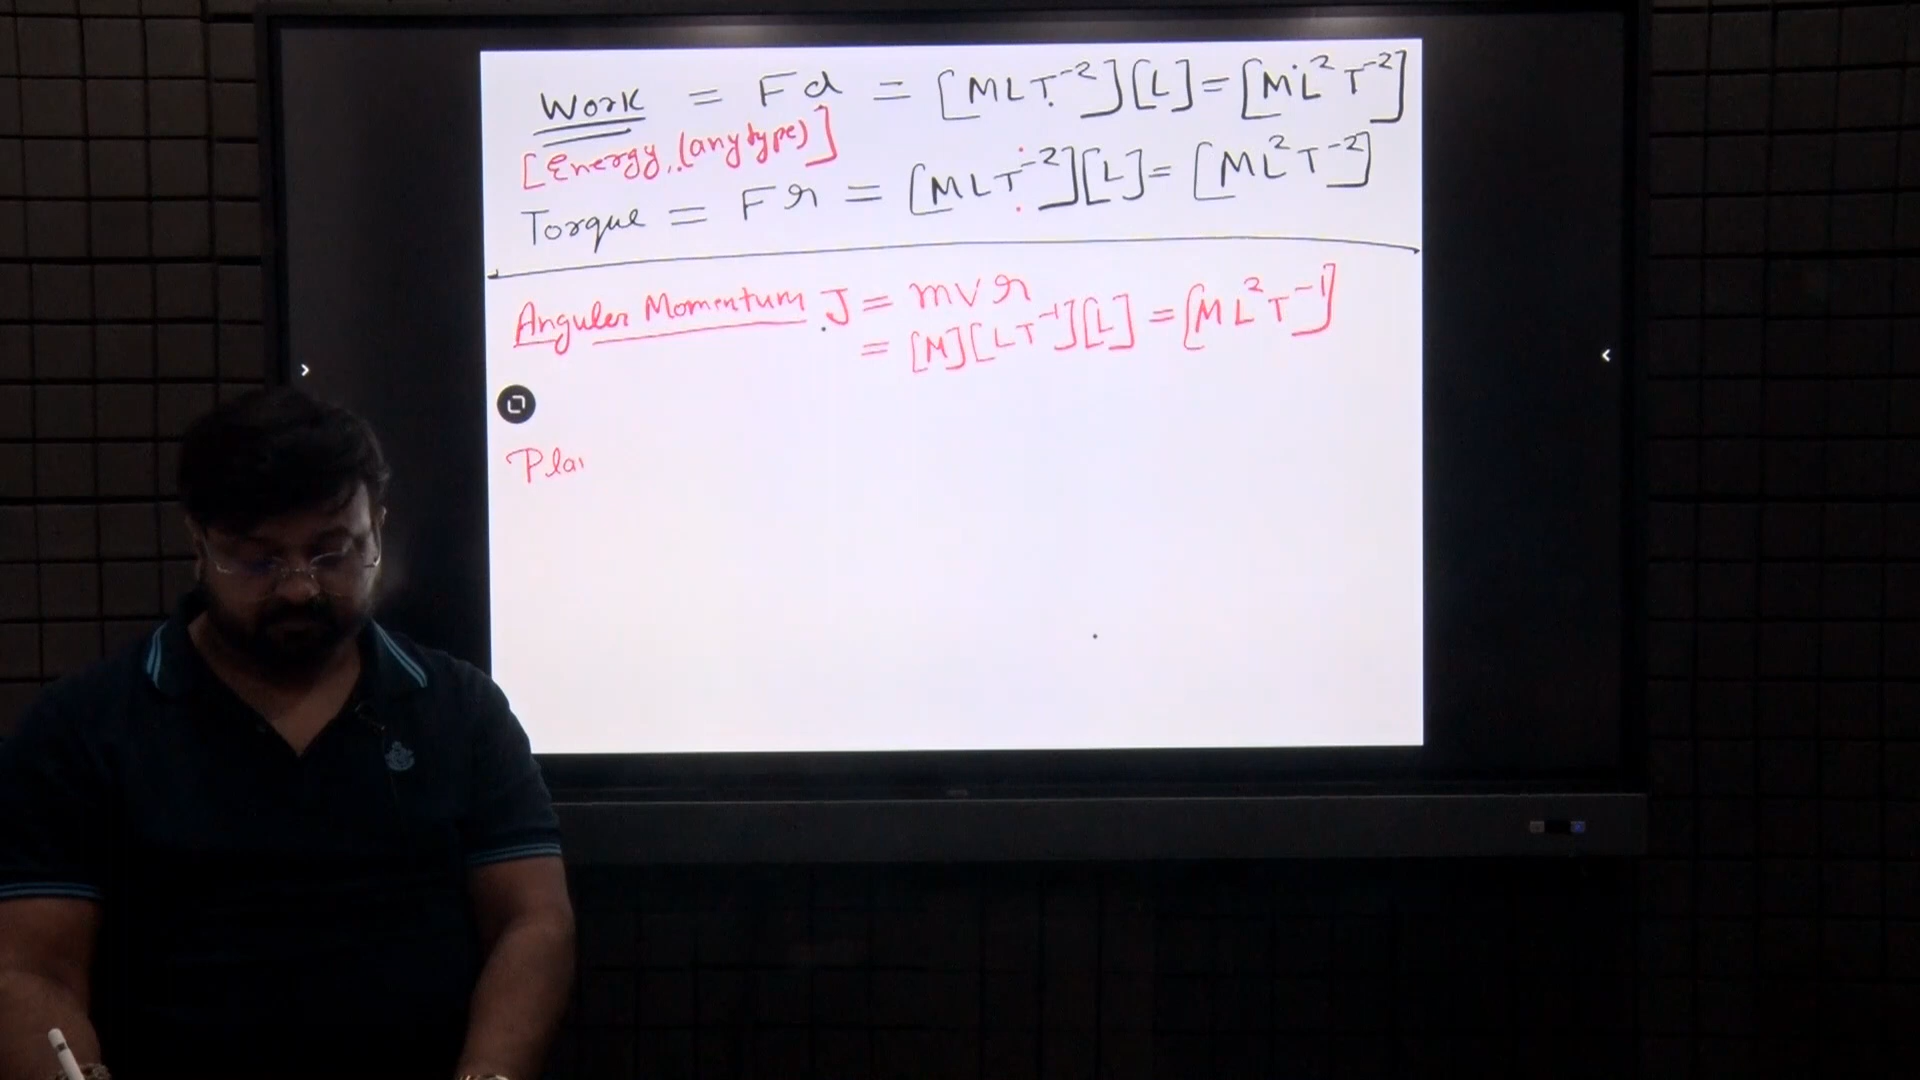 Work = Fd = [MLT⁻²][L] = [ML²T⁻²]
[Energy, (any type)]
Torque = Fr = [MLT⁻²][L] = [ML²T⁻²]
Anguler Momentum J = mvr
= [M][LT⁻¹][L] = [ML²T⁻¹]
Pla